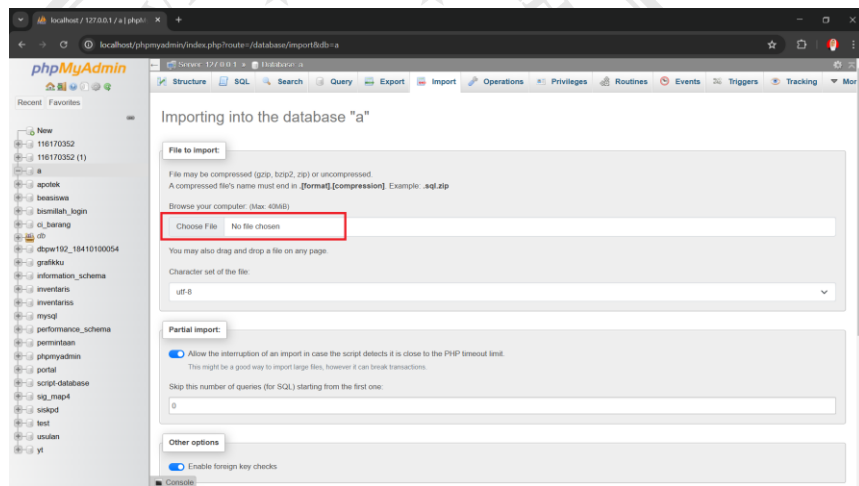 localhost / 127.0.0.1 / a | phpM
localhost/phpmyadmin/index.php?route=/database/import&db=a
phpMyAdmin
Recent Favorites
New
116170352
116170352 (1)
a
apotek
beasiswa
bismillah_login
ci_barang
db
dbpw192_18410100054
grafikku
information_schema
inventaris
inventariss
mysql
performance_schema
permintaan
phpmyadmin
portal
script-database
sig_map4
siskpd
test
usulan
yt
Server: 127.0.0.1 » Database: a
Structure SQL Search Query Export Import Operations Privileges Routines Events Triggers Tracking Mor
Importing into the database "a"
File to import:
File may be compressed (gzip, bzip2, zip) or uncompressed.
A compressed file's name must end in .[format].[compression]. Example: .sql.zip
Browse your computer: (Max: 40MiB)
Choose File No file chosen
You may also drag and drop a file on any page.
Character set of the file:
utf-8
Partial import:
Allow the interruption of an import in case the script detects it is close to the PHP timeout limit.
This might be a good way to import large files, however it can break transactions.
Skip this number of queries (for SQL) starting from the first one:
0
Other options
Enable foreign key checks
Console